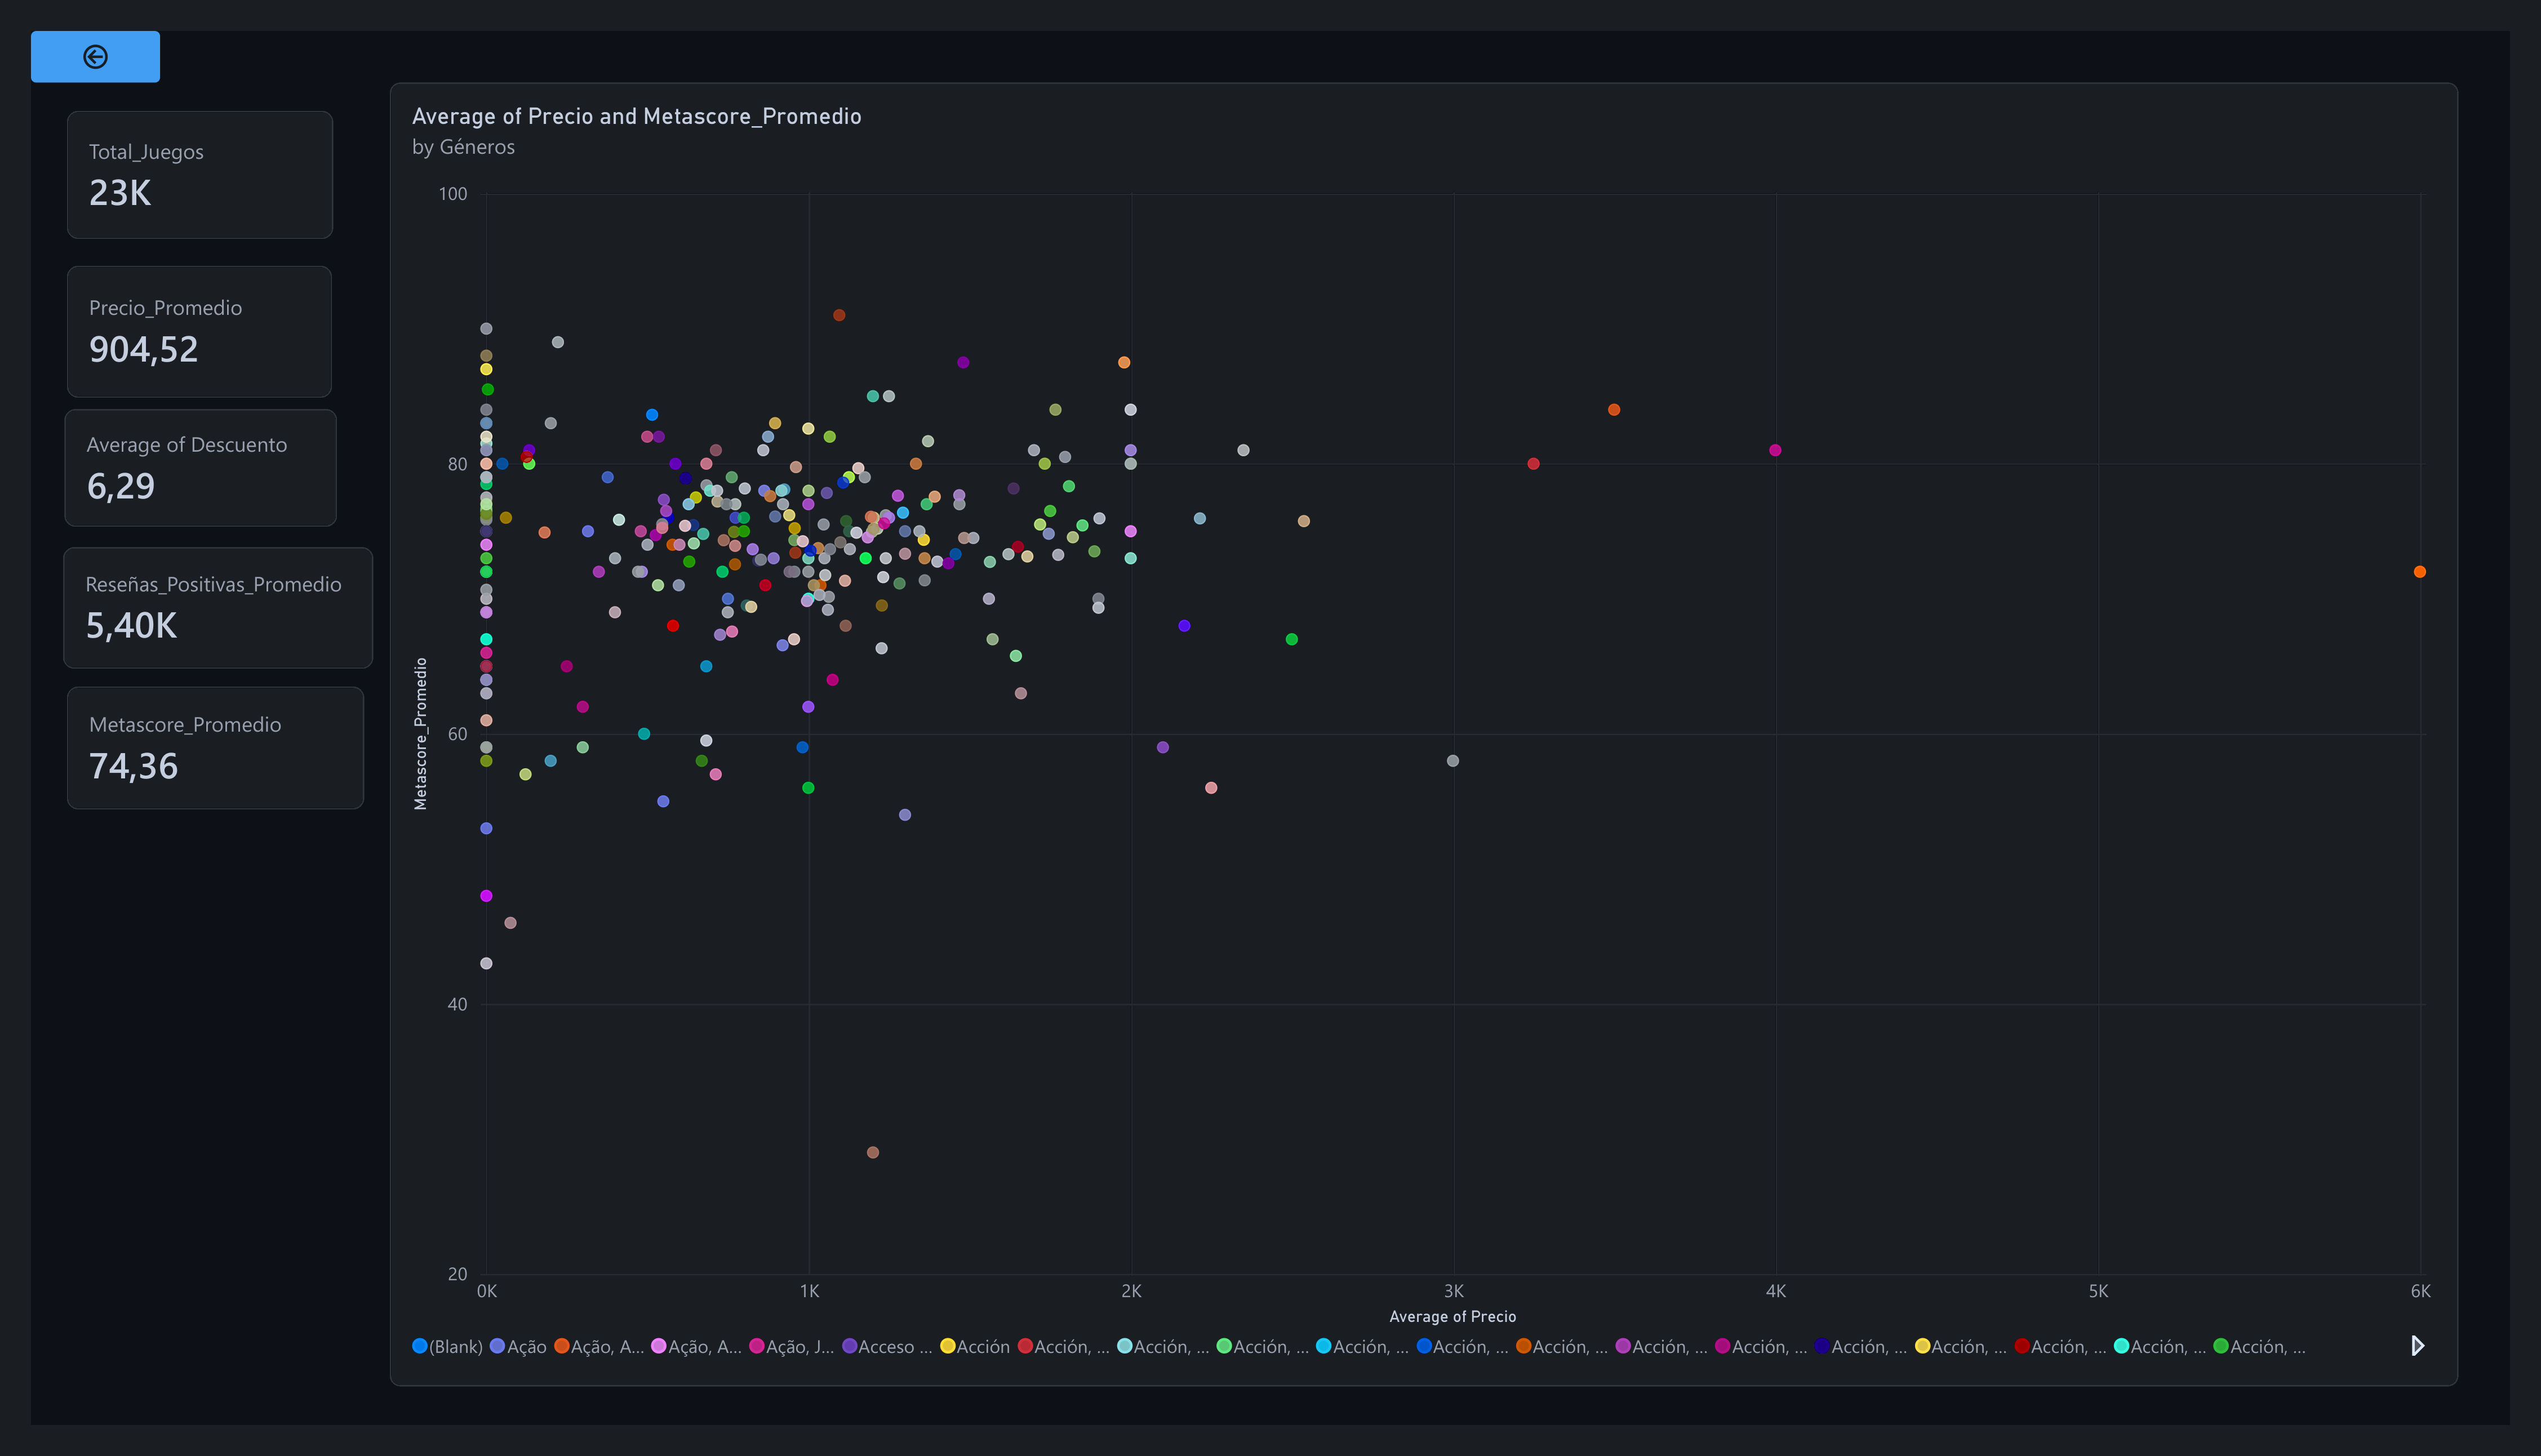 Total_Juegos
23K
Precio_Promedio
904,52
Average of Descuento
6,29
Reseñas_Positivas_Promedio
5,40K
Metascore_Promedio
74,36
Average of Precio and Metascore_Promedio
by Géneros
Metascore_Promedio
100
80
60
40
20
0K 1K 2K 3K 4K 5K 6K
Average of Precio
(Blank) Ação Ação, A... Ação, A... Ação, J... Acceso ... Acción Acción, ... Acción, ... Acción, ... Acción, ... Acción, ... Acción, ... Acción, ... Acción, ... Acción, ... Acción, ... Acción, ... Acción, ... Acción, ...